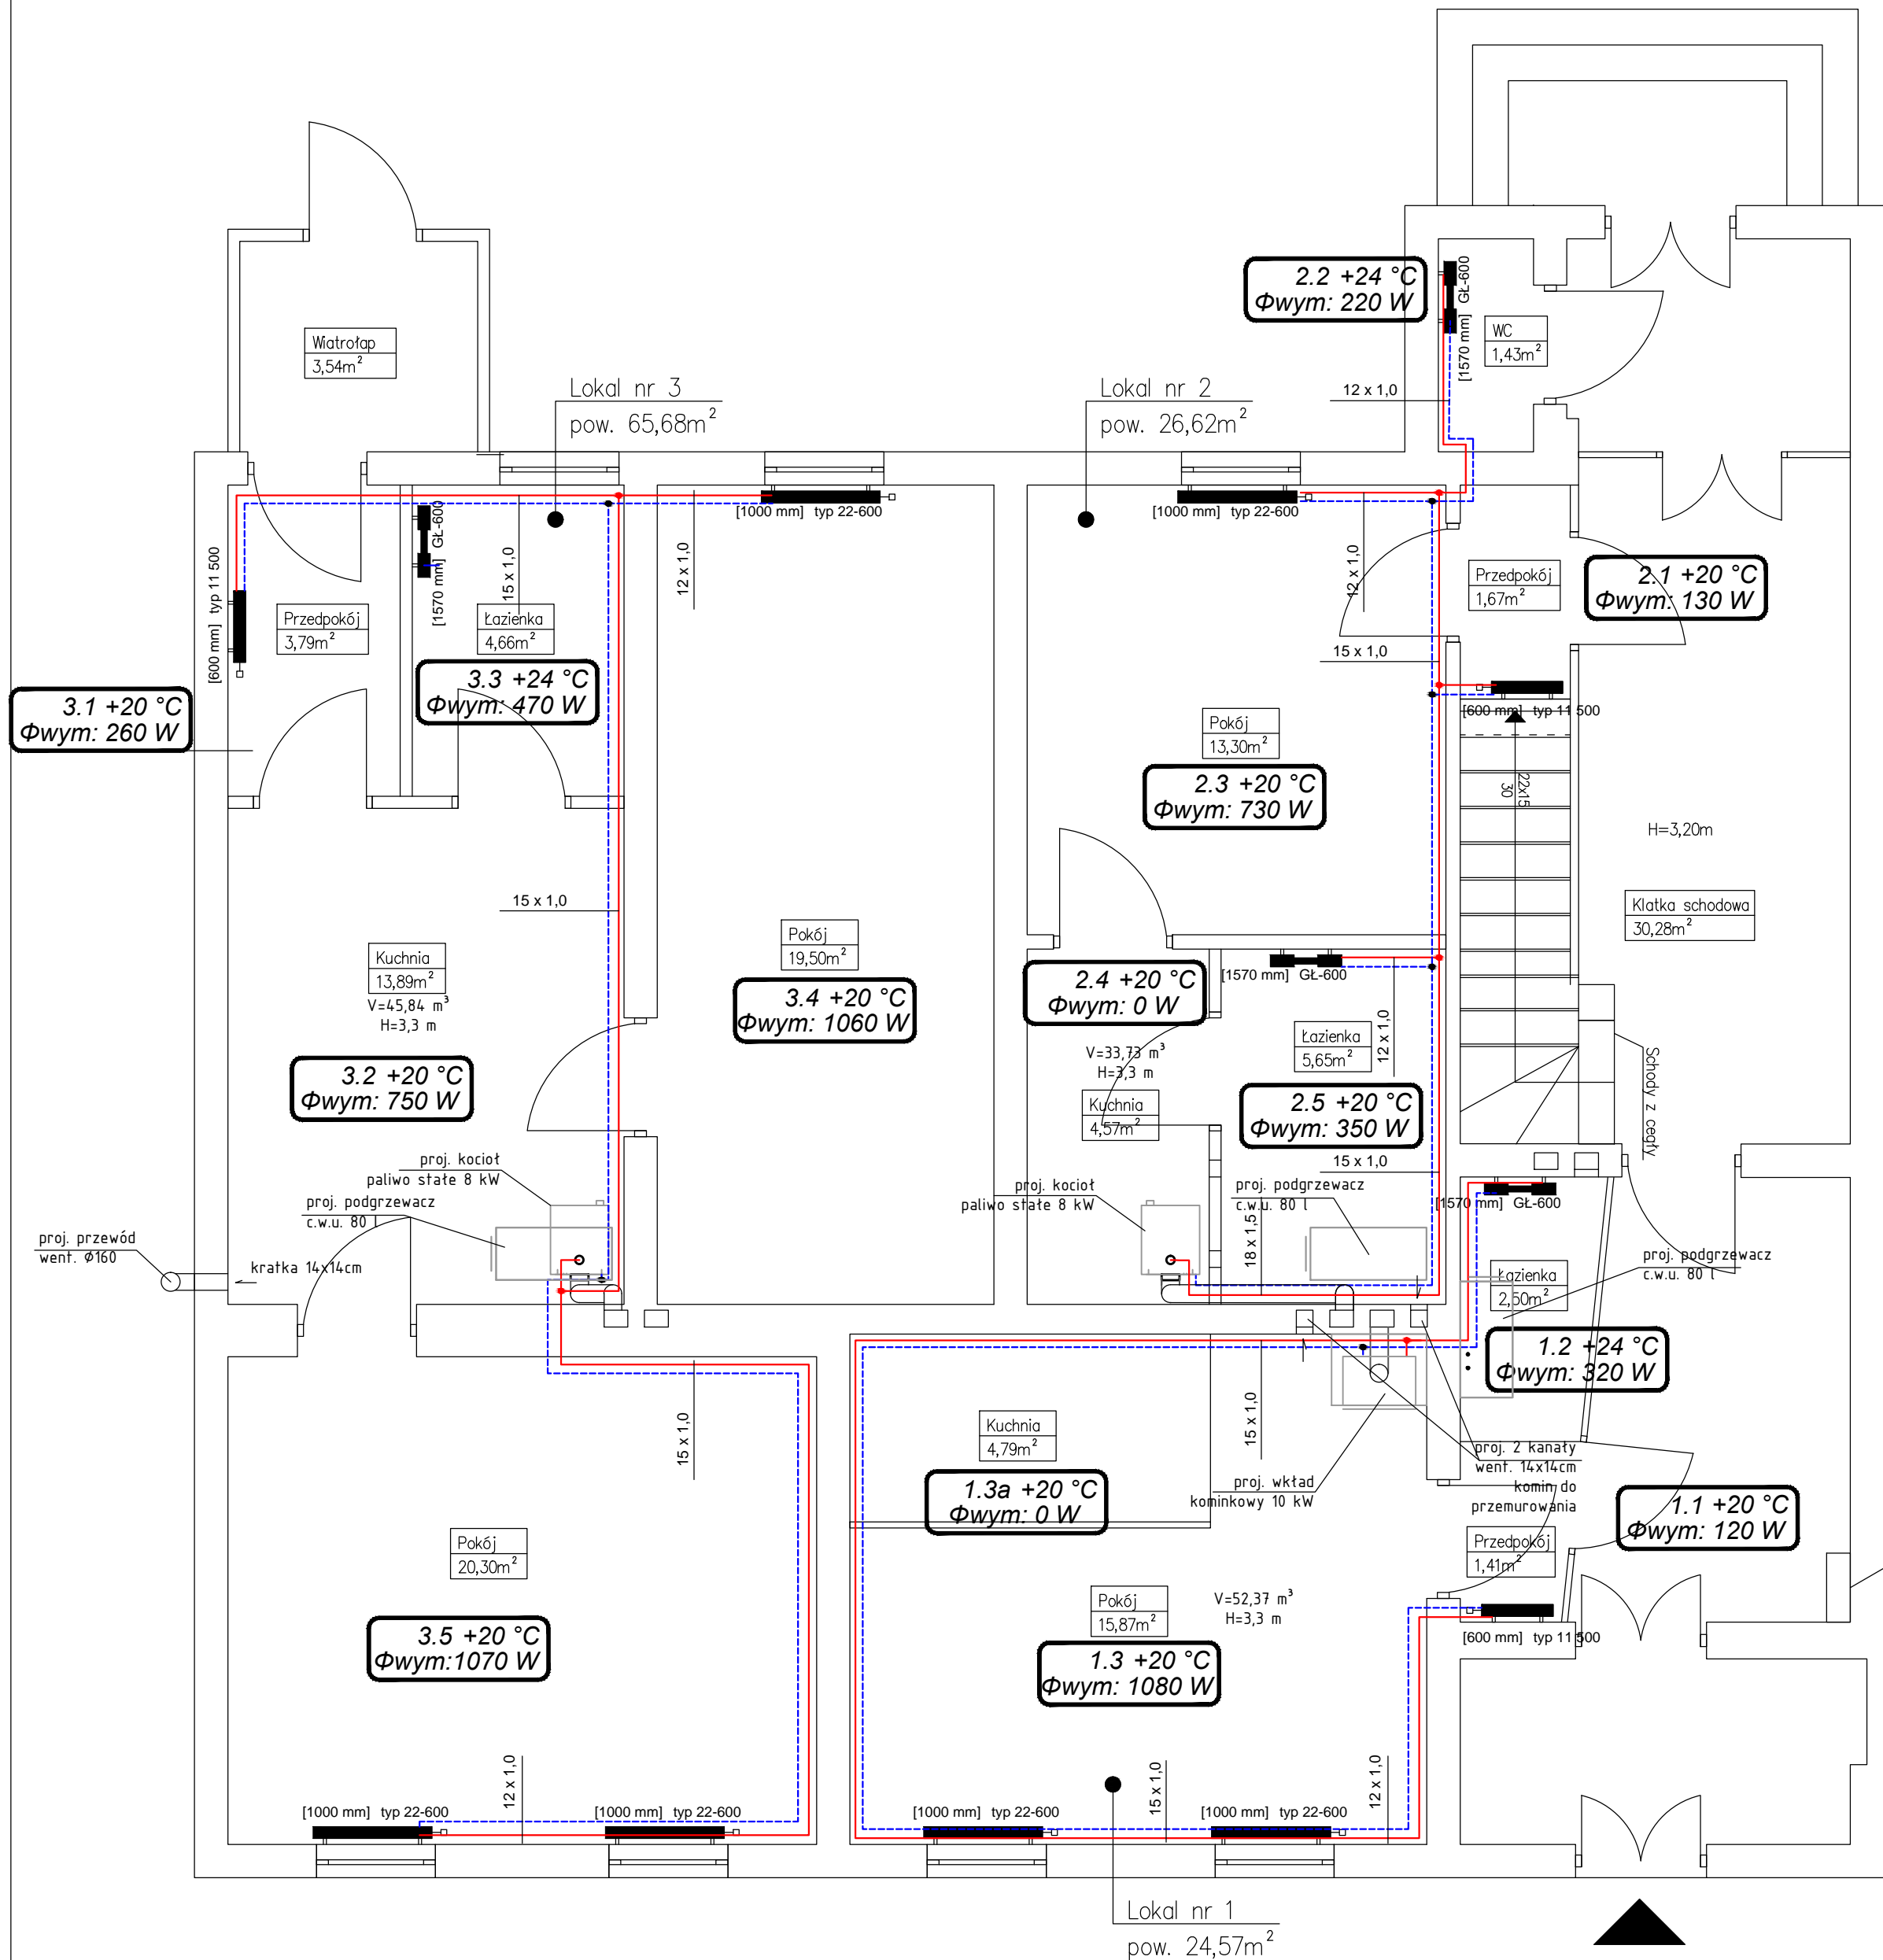 2.2 +24 °C
Φwym: 220 W
GŁ-600
[1570 mm]
WC
1,43m²
12 x 1,0
Wiatrołap
3,54m²
Lokal nr 3
pow. 65,68m²
Lokal nr 2
pow. 26,62m²
[1000 mm] typ 22-600
[1000 mm] typ 22-600
[600 mm] typ 11 500
[1570 mm] GŁ-600
15 x 1,0
12 x 1,0
12 x 1,0
Przedpokój
3,79m²
Łazienka
4,66m²
Przedpokój
1,67m²
2.1 +20 °C
Φwym: 130 W
15 x 1,0
3.1 +20 °C
Φwym: 260 W
3.3 +24 °C
Φwym: 470 W
[600 mm] typ 11 500
Pokój
13,30m²
2.3 +20 °C
Φwym: 730 W
22x15
30
H=3,20m
15 x 1,0
Klatka schodowa
30,28m²
Pokój
19,50m²
Kuchnia
13,89m²
V=45,84 m³
H=3,3 m
3.4 +20 °C
Φwym: 1060 W
2.4 +20 °C
Φwym: 0 W
[1570 mm] GŁ-600
12 x 1,0
Łazienka
5,65m²
V=33,73 m³
H=3,3 m
Kuchnia
4,57m²
3.2 +20 °C
Φwym: 750 W
2.5 +20 °C
Φwym: 350 W
Schody z cegły
15 x 1,0
proj. kocioł
paliwo stałe 8 kW
proj. podgrzewacz
c.w.u. 80 l
proj. kocioł
paliwo stałe 8 kW
proj. podgrzewacz
c.w.u. 80 l
18 x 1,5
[1570 mm] GŁ-600
proj. przewód
went. Φ160
kratka 14x14cm
proj. podgrzewacz
c.w.u. 80 l
Łazienka
2,50m²
1.2 +24 °C
Φwym: 320 W
15 x 1,0
15 x 1,0
Kuchnia
4,79m²
1.3a +20 °C
Φwym: 0 W
proj. wkład
kominkowy 10 kW
proj. 2 kanały
went. 14x14cm
komin do
przemurowania
1.1 +20 °C
Φwym: 120 W
Przedpokój
1,41m²
Pokój
20,30m²
Pokój
15,87m²
V=52,37 m³
H=3,3 m
3.5 +20 °C
Φwym:1070 W
1.3 +20 °C
Φwym: 1080 W
[600 mm] typ 11 500
12 x 1,0
15 x 1,0
12 x 1,0
[1000 mm] typ 22-600
[1000 mm] typ 22-600
[1000 mm] typ 22-600
[1000 mm] typ 22-600
Lokal nr 1
pow. 24,57m²